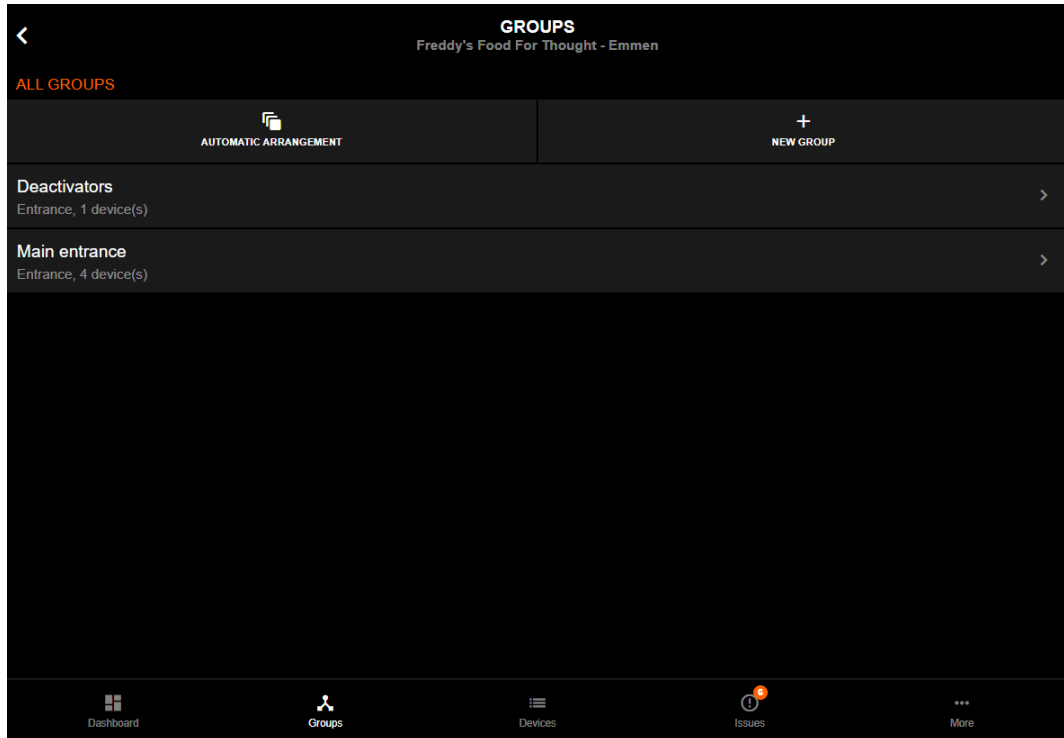 GROUPS
Freddy's Food For Thought - Emmen
ALL GROUPS
AUTOMATIC ARRANGEMENT
NEW GROUP
Deactivators
Entrance, 1 device(s)
Main entrance
Entrance, 4 device(s)
6
Dashboard
Groups
Devices
Issues
More